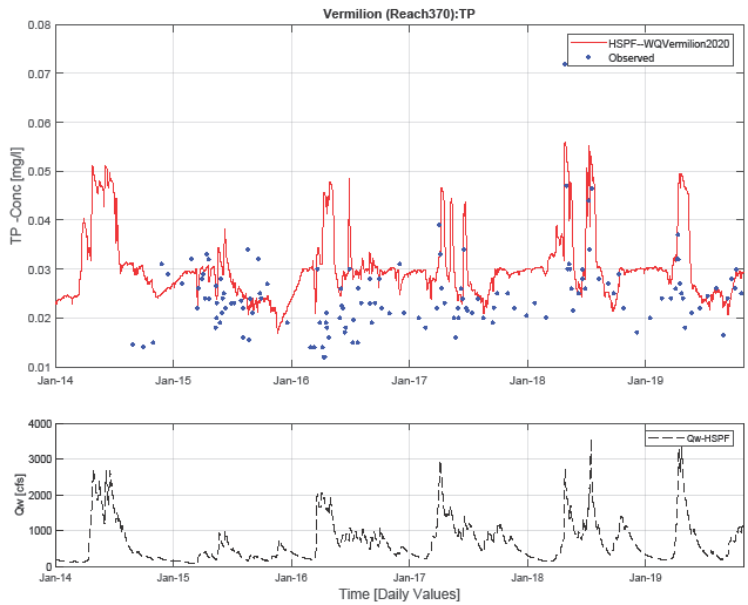 Vermilion (Reach370):TP
0.08
HSPF--WQVermilion2020
Observed
0.07
0.06
0.05
0.04
0.03
0.02
0.01
TP -Conc [mg/l]
Jan-14 Jan-15 Jan-16 Jan-17 Jan-18 Jan-19
4000
Qw-HSPF
3000
2000
1000
0
Qw [cfs]
Jan-14 Jan-15 Jan-16 Jan-17 Jan-18 Jan-19
Time [Daily Values]